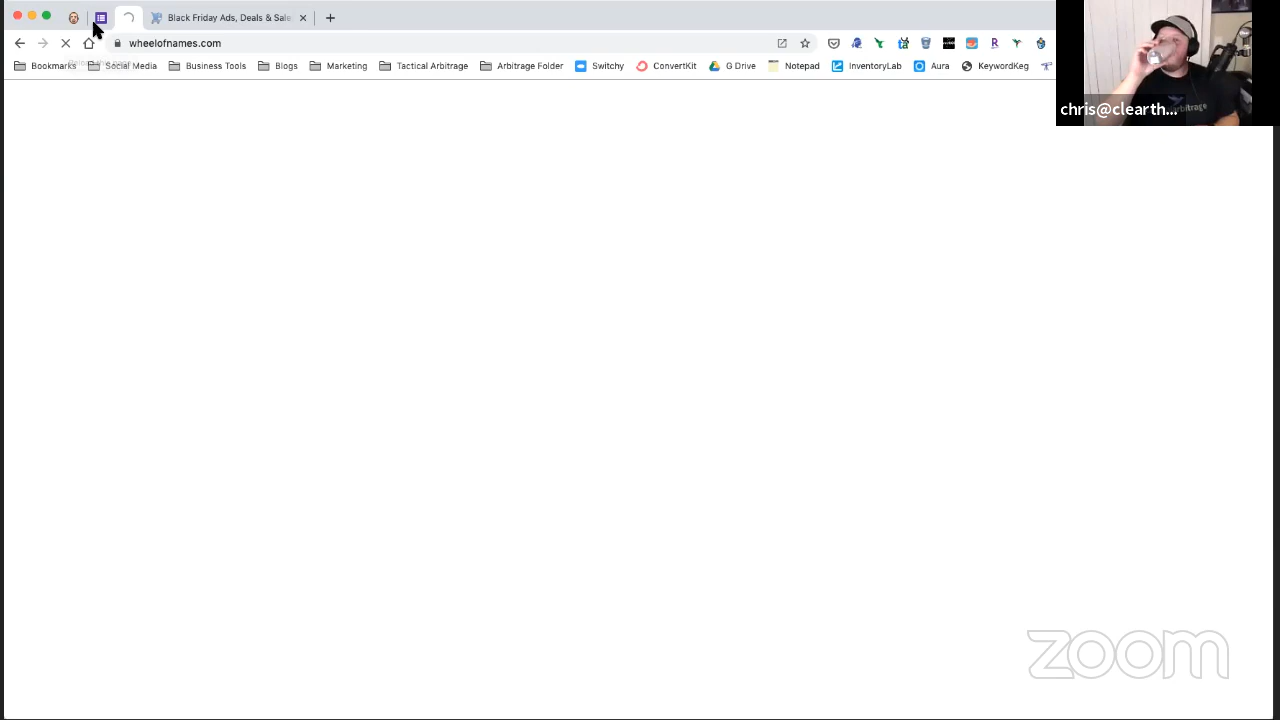 Black Friday Ads, Deals & Sale
wheelofnames.com
Bookmarks Social Media Business Tools Blogs Marketing Tactical Arbitrage Arbitrage Folder Switchy ConvertKit G Drive Notepad InventoryLab Aura KeywordKeg
chris@clearth...
zoom